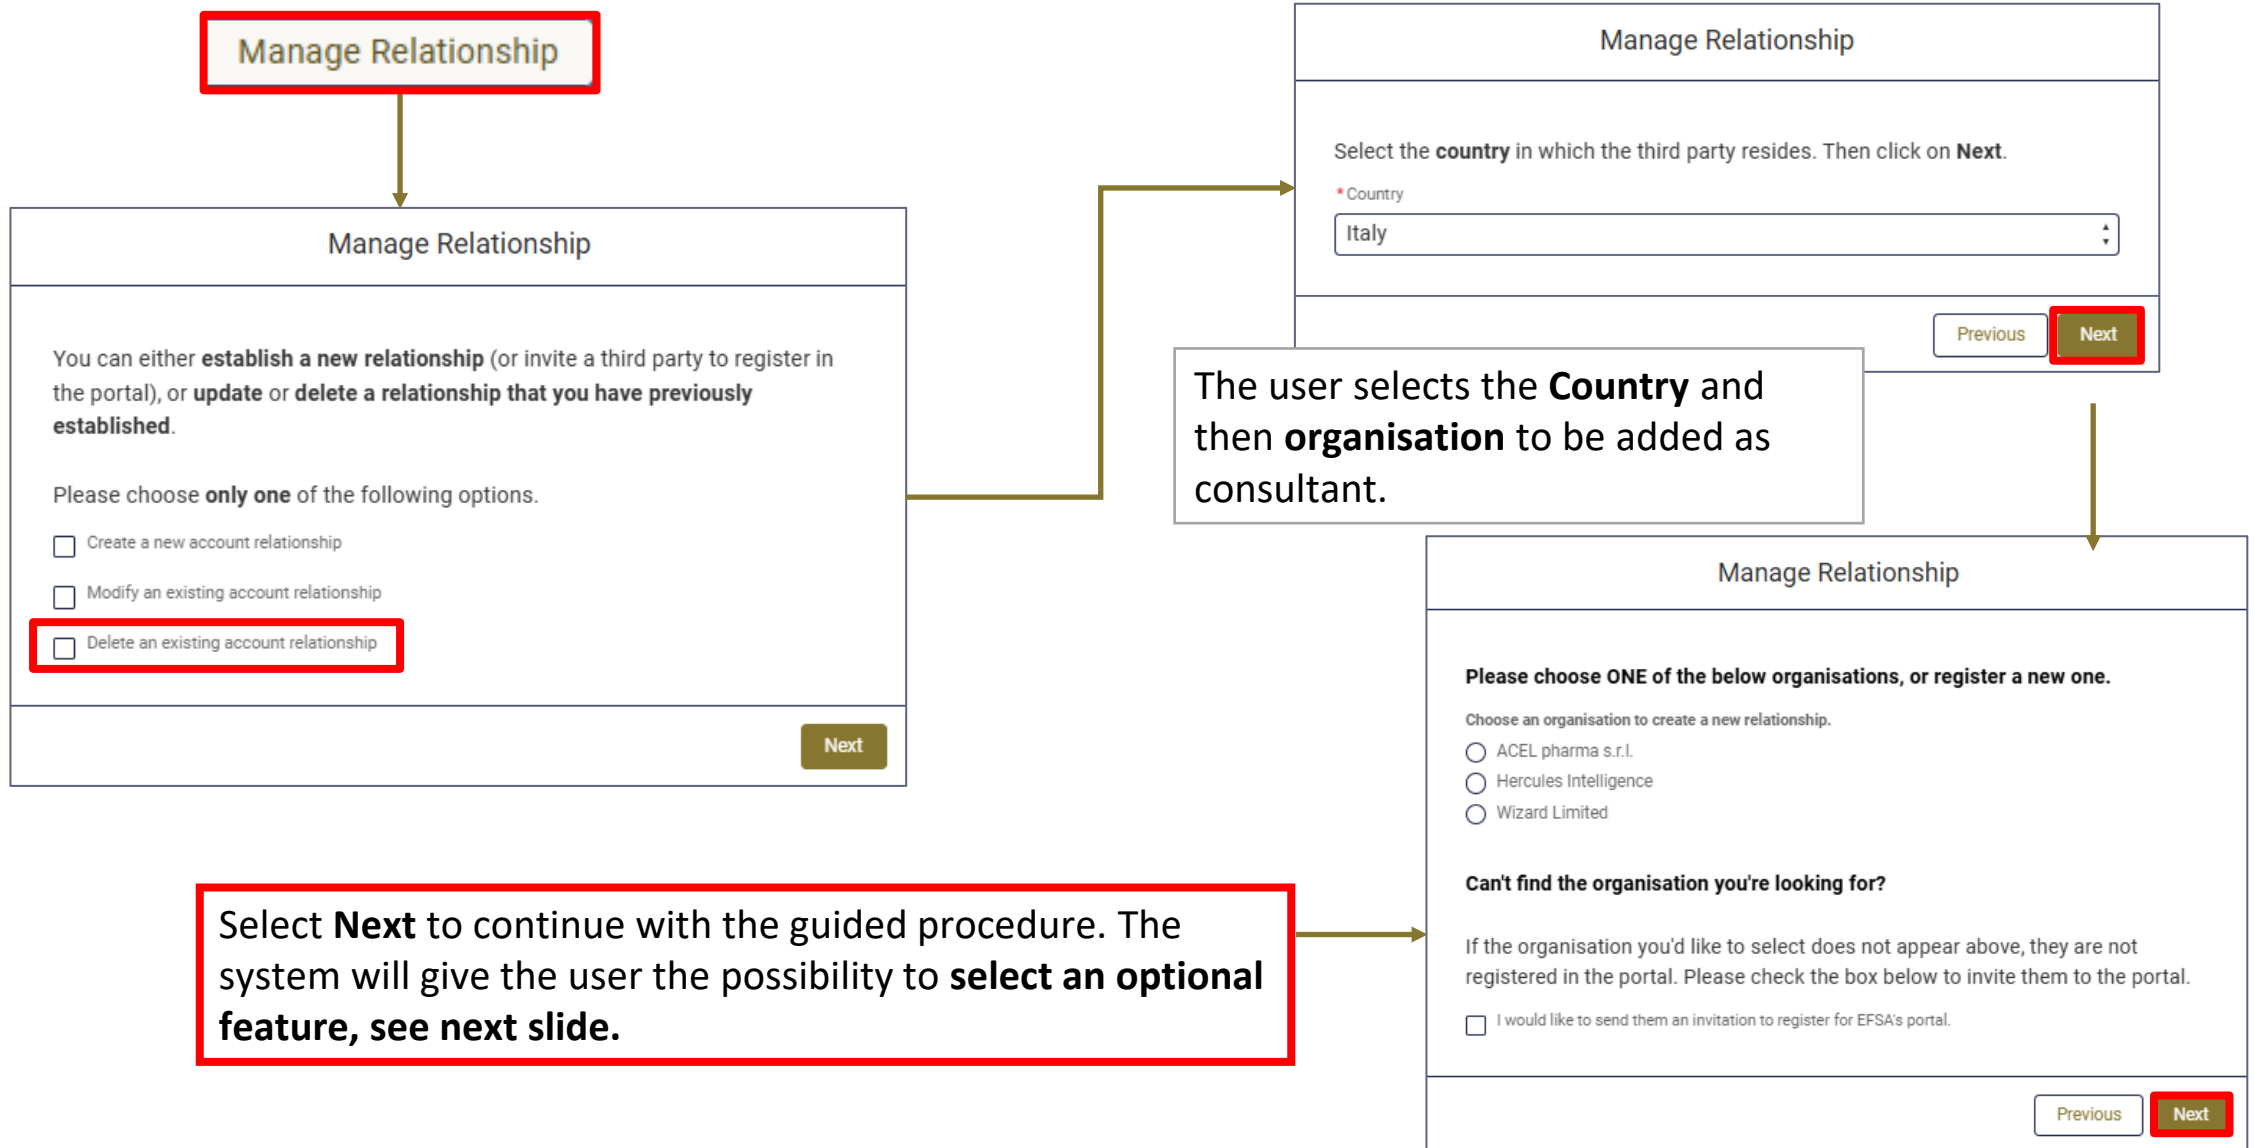 Manage Relationship
Manage Relationship
You can either establish a new relationship (or invite a third party to register in
the portal), or update or delete a relationship that you have previously
established.
Please choose only one of the following options.
Create a new account relationship
Modify an existing account relationship
Delete an existing account relationship
Next
Manage Relationship
Select the country in which the third party resides. Then click on Next.
*Country
Italy
Previous
Next
The user selects the Country and
then organisation to be added as
consultant.
Manage Relationship
Please choose ONE of the below organisations, or register a new one.
Choose an organisation to create a new relationship.
ACEL pharma s.r.l.
Hercules Intelligence
Wizard Limited
Can't find the organisation you're looking for?
If the organisation you'd like to select does not appear above, they are not
registered in the portal. Please check the box below to invite them to the portal.
I would like to send them an invitation to register for EFSA's portal.
Previous
Next
Select Next to continue with the guided procedure. The
system will give the user the possibility to select an optional
feature, see next slide.